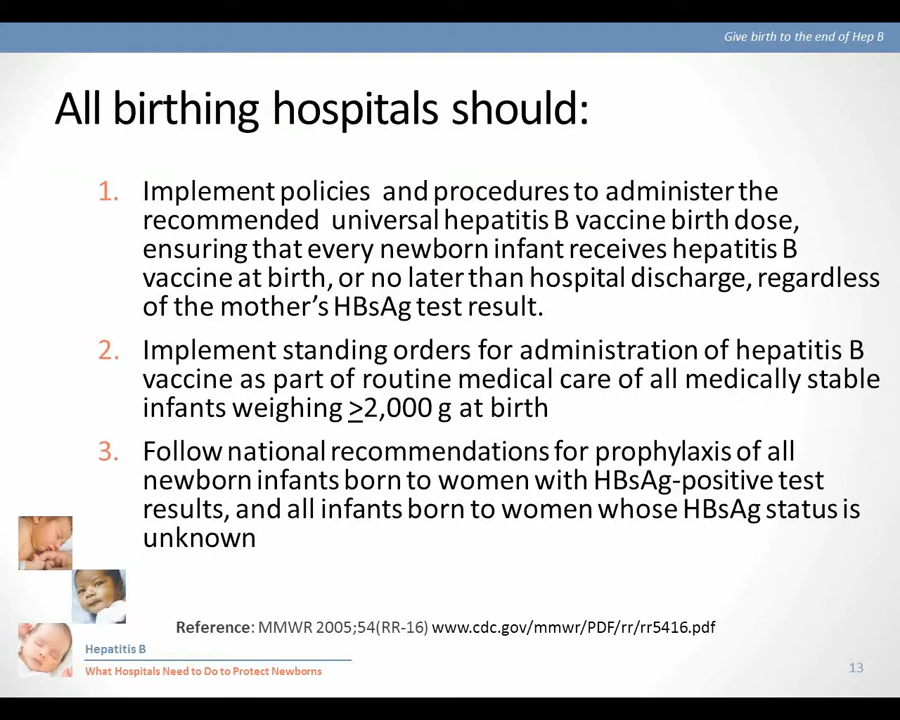 Give birth to the end of Hep B
All birthing hospitals should:
1. Implement policies and procedures to administer the
recommended universal hepatitis B vaccine birth dose,
ensuring that every newborn infant receives hepatitis B
vaccine at birth, or no later than hospital discharge, regardless
of the mother's HBsAg test result.
2. Implement standing orders for administration of hepatitis B
vaccine as part of routine medical care of all medically stable
infants weighing >2,000 g at birth
3. Follow national recommendations for prophylaxis of all
newborn infants born to women with HBsAg-positive test
results, and all infants born to women whose HBsAg status is
unknown
Reference: MMWR 2005;54(RR-16) www.cdc.gov/mmwr/PDF/rr/rr5416.pdf
Hepatitis B
What Hospitals Need to Do to Protect Newborns
13